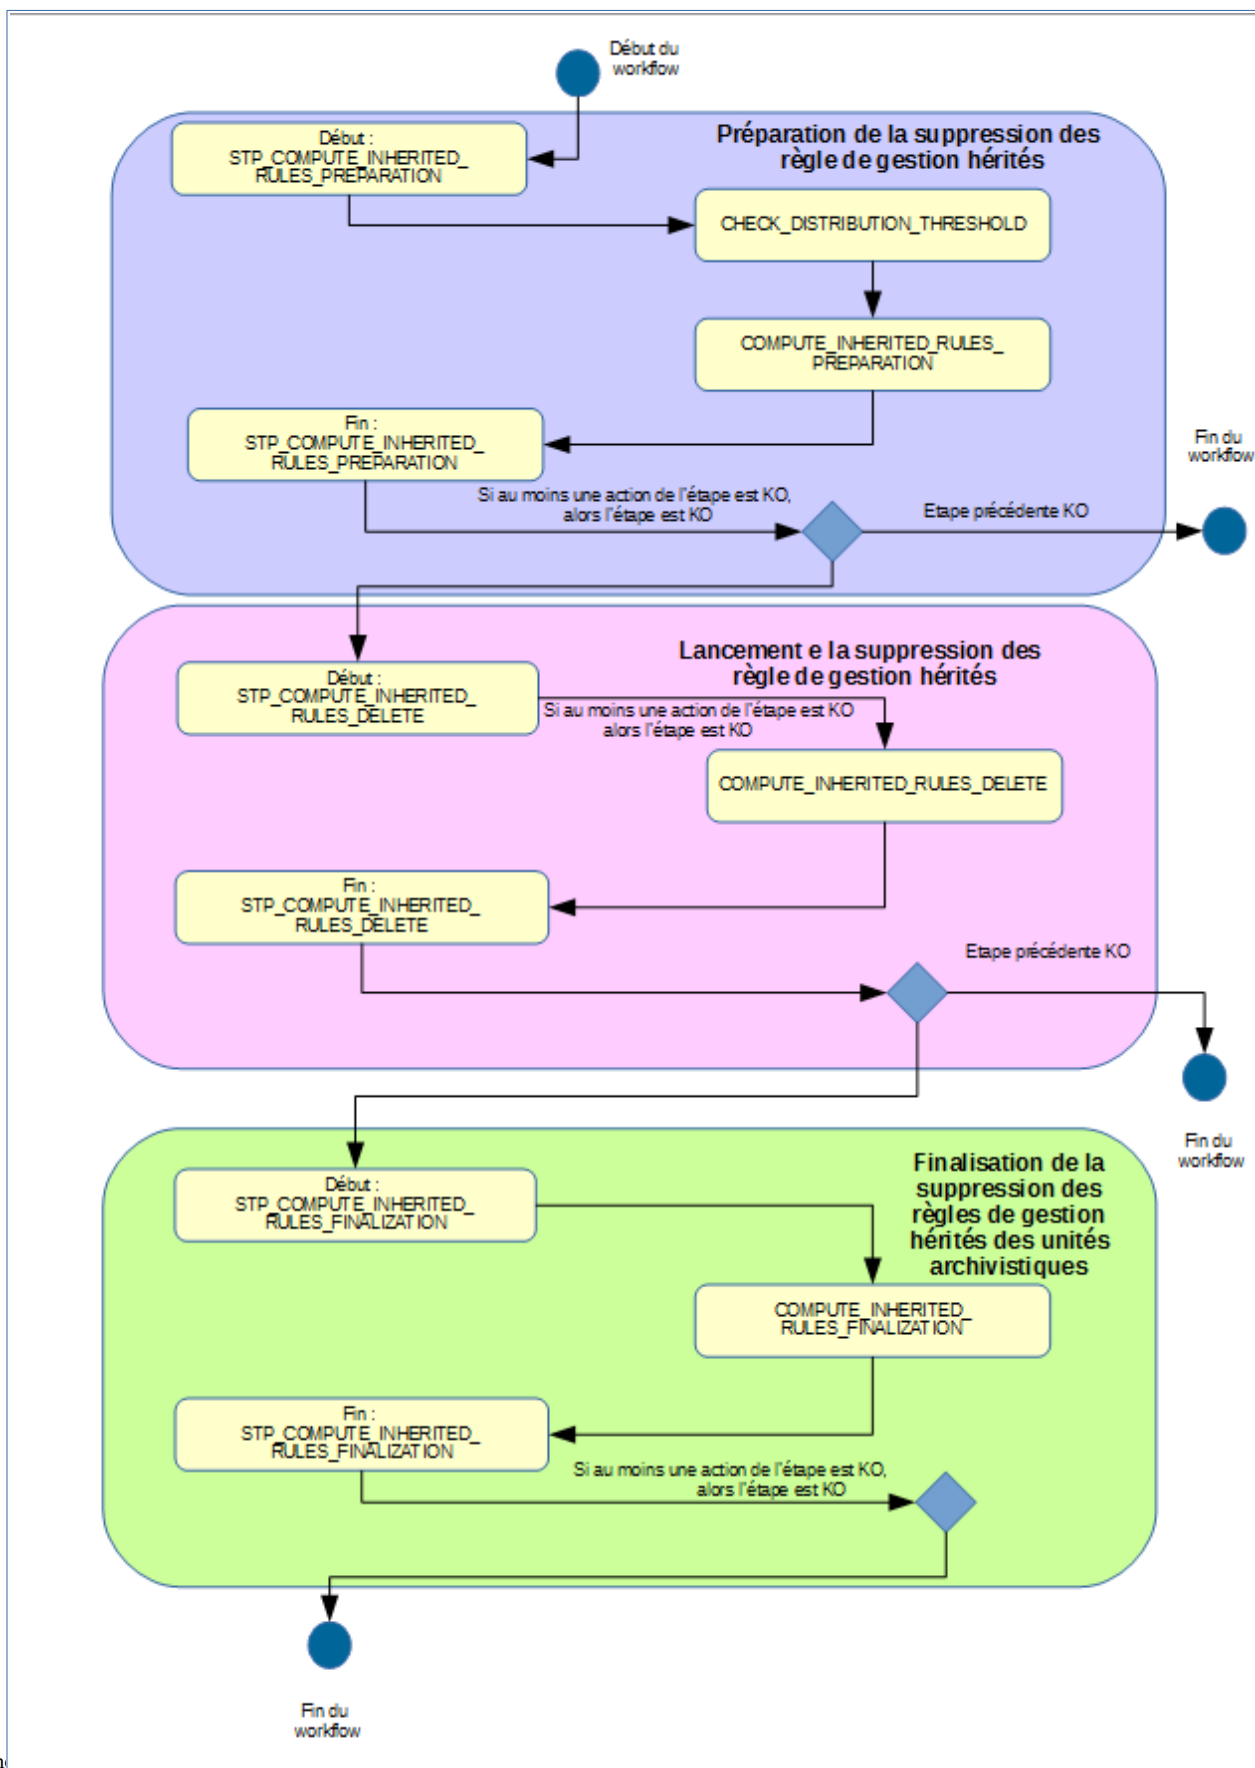 Début du
workflow
Début :
STP_COMPUTE_INHERITED_
RULES_PREPARATION
Préparation de la suppression des
règle de gestion hérités
CHECK_DISTRIBUTION_THRESHOLD
COMPUTE_INHERITED_RULES_
PREPARATION
Fin :
STP_COMPUTE_INHERITED_
RULES_PREPARATION
Fin du
workflow
Si au moins une action de l'étape est KO,
alors l'étape est KO
Etape précédente KO
Lancement e la suppression des
règle de gestion hérités
Début :
STP_COMPUTE_INHERITED_
RULES_DELETE
Si au moins une action de l'étape est KO
alors l'étape est KO
COMPUTE_INHERITED_RULES_DELETE
Fin :
STP_COMPUTE_INHERITED_
RULES_DELETE
Etape précédente KO
Fin du
workflow
Finalisation de la
suppression des
règles de gestion
hérités des unités
archivistiques
Début :
STP_COMPUTE_INHERITED_
RULES_FINALIZATION
COMPUTE_INHERITED_
RULES_FINALIZATION
Fin :
STP_COMPUTE_INHERITED_
RULES_FINALIZATION
Si au moins une action de l'étape est KO,
alors l'étape est KO
Fin du
workflow